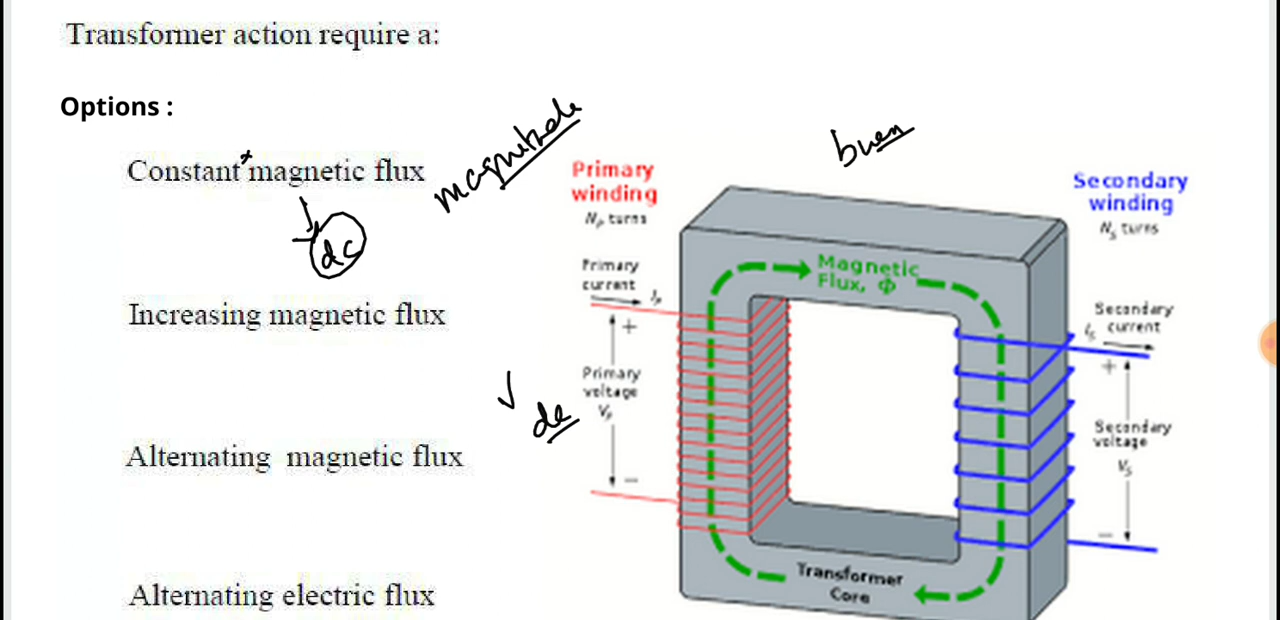 Transformer action require a:
Options :
Constant magnetic flux
dc
magnitude
burn
Increasing magnetic flux
Alternating magnetic flux
Alternating electric flux
dc
Primary
winding
Nₚ turns
Primary
current
Iₚ
+
Primary
voltage
Vₚ
−
Magnetic
Flux, Φ
Transformer
Core
Secondary
winding
Nₛ turns
Secondary
current
Iₛ
+
Secondary
voltage
Vₛ
−